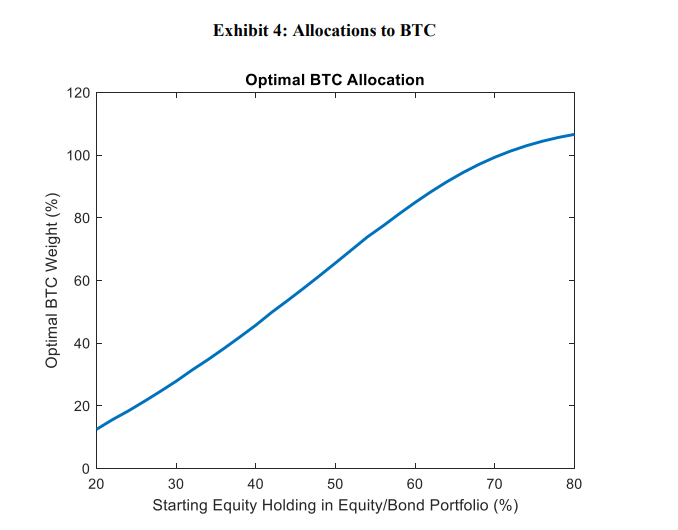 Exhibit 4: Allocations to BTC
Optimal BTC Allocation
120
100
80
60
40
20
0
Optimal BTC Weight (%)
20 30 40 50 60 70 80
Starting Equity Holding in Equity/Bond Portfolio (%)